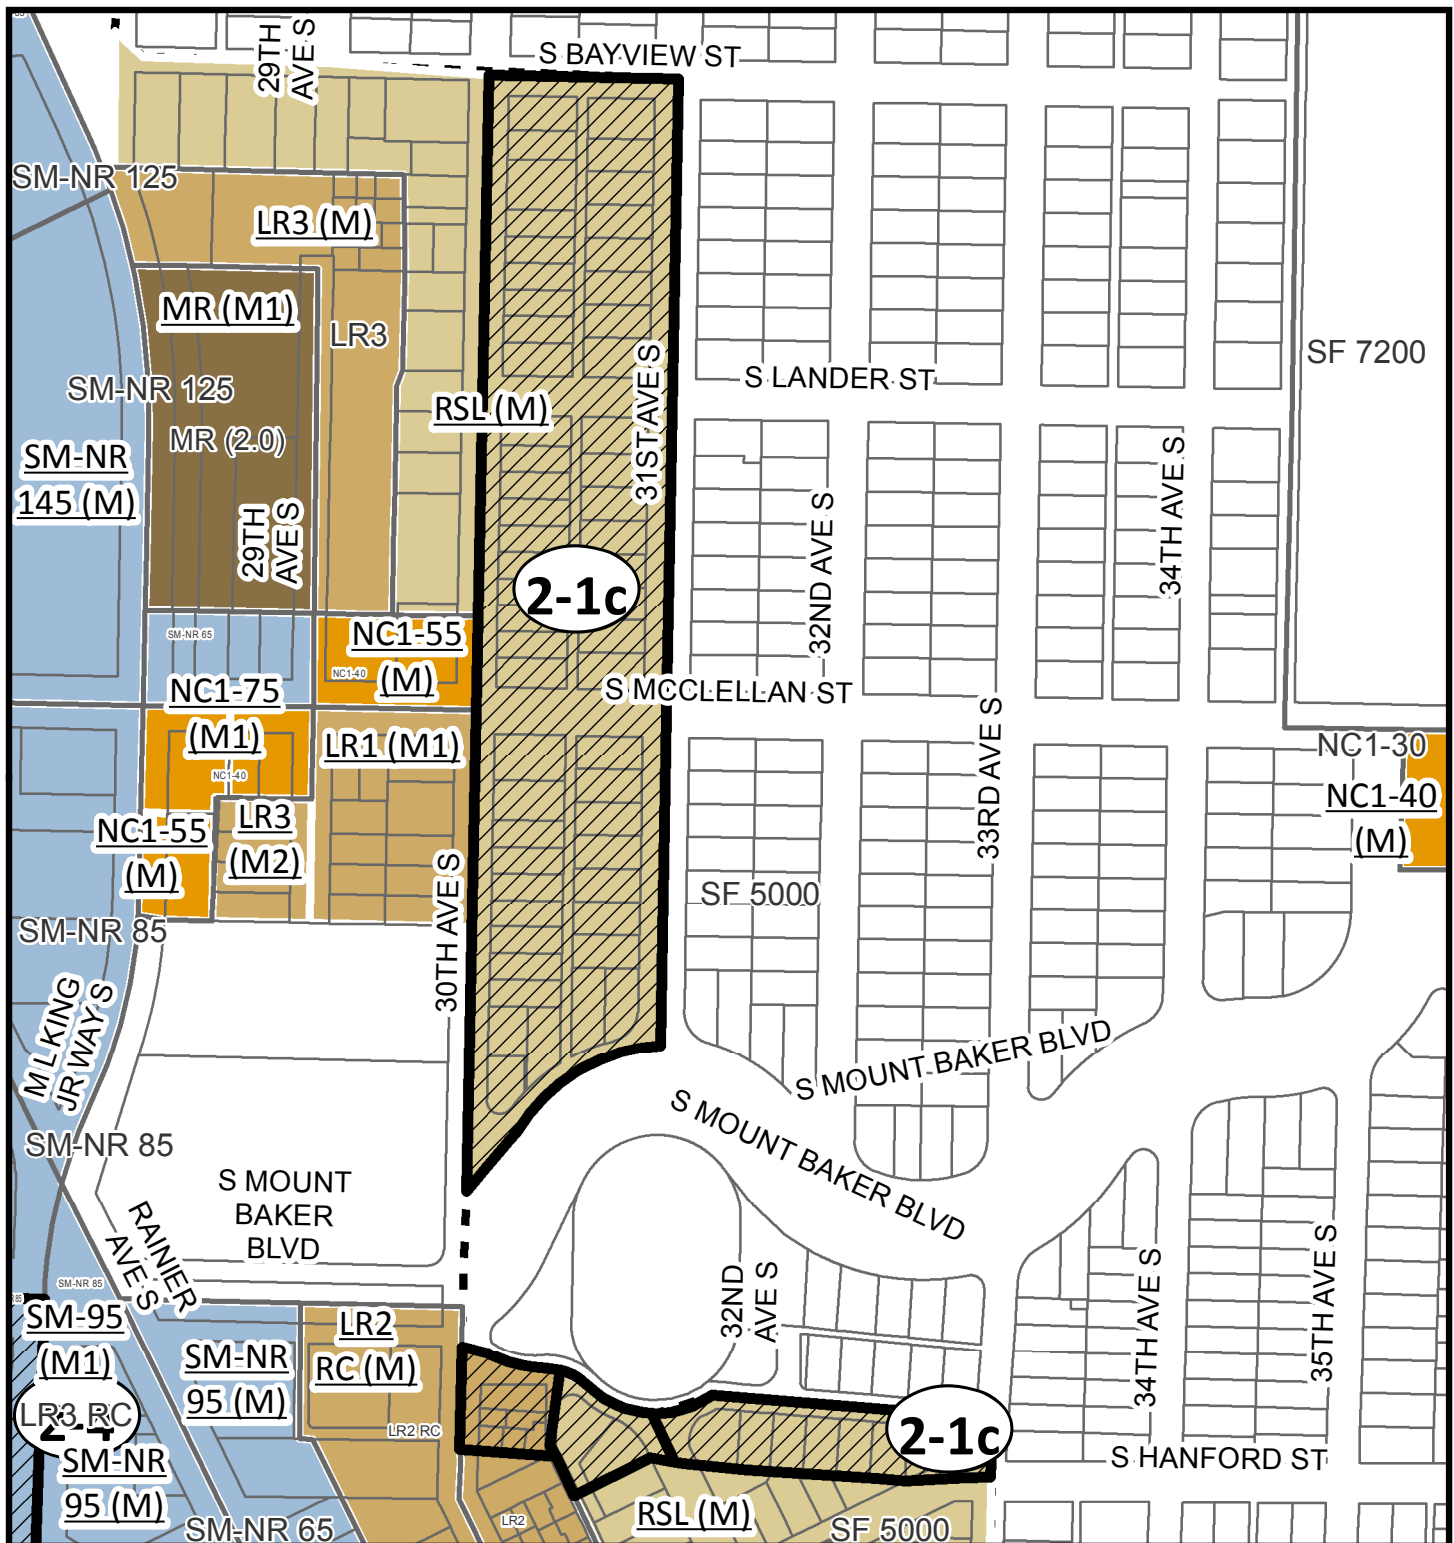 S BAYVIEW ST
29TH
AVE S
SM-NR 125
LR3 (M)
MR (M1)
LR3
SM-NR 125
RSL (M)
S LANDER ST
SF 7200
31ST AVE S
MR (2.0)
SM-NR
145 (M)
29TH
AVE S
32ND AVE S
34TH AVE S
2-1c
SM-NR 65
NC1-55
(M)
NC1-40
S MCCLELLAN ST
NC1-75
(M1)
LR1 (M1)
NC1-40
NC1-30
NC1-40
(M)
33RD AVE S
LR3
(M2)
NC1-55
(M)
SF 5000
30TH AVE S
SM-NR 85
M L KING
JR WAY S
S MOUNT BAKER BLVD
S MOUNT BAKER BLVD
SM-NR 85
S MOUNT
BAKER
BLVD
RAINIER
AVE S
SM-NR 85
32ND
AVE S
34TH AVE S
35TH AVE S
SM-95
(M1)
SM-NR
95 (M)
LR2
RC (M)
LR3 RC
2-4
LR2 RC
2-1c
S HANFORD ST
SM-NR
95 (M)
SM-NR 65
LR2
RSL (M)
SF 5000